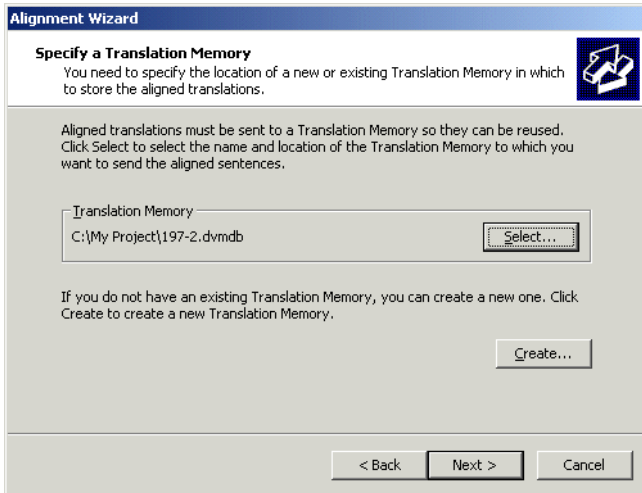 Alignment Wizard
Specify a Translation Memory
You need to specify the location of a new or existing Translation Memory in which
to store the aligned translations.
Aligned translations must be sent to a Translation Memory so they can be reused.
Click Select to select the name and location of the Translation Memory to which you
want to send the aligned sentences.
Translation Memory
C:\My Project\197-2.dvmdb
Select...
If you do not have an existing Translation Memory, you can create a new one. Click
Create to create a new Translation Memory.
Create...
< Back Next > Cancel